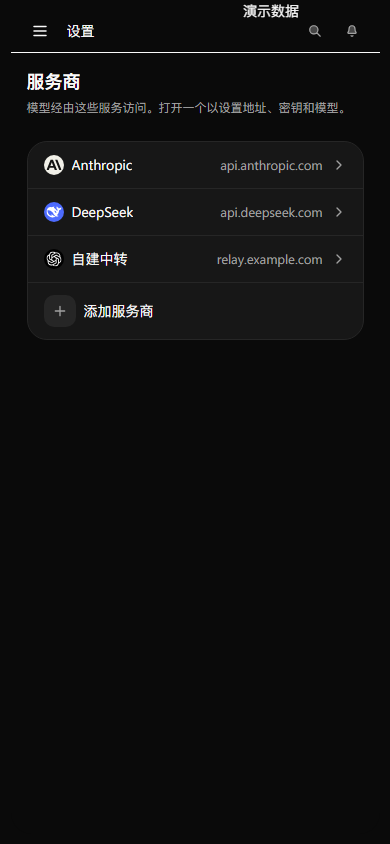 演示数据
设置
服务商
模型经由这些服务访问。打开一个以设置地址、密钥和模型。
Anthropic api.anthropic.com
DeepSeek api.deepseek.com
自建中转 relay.example.com
添加服务商